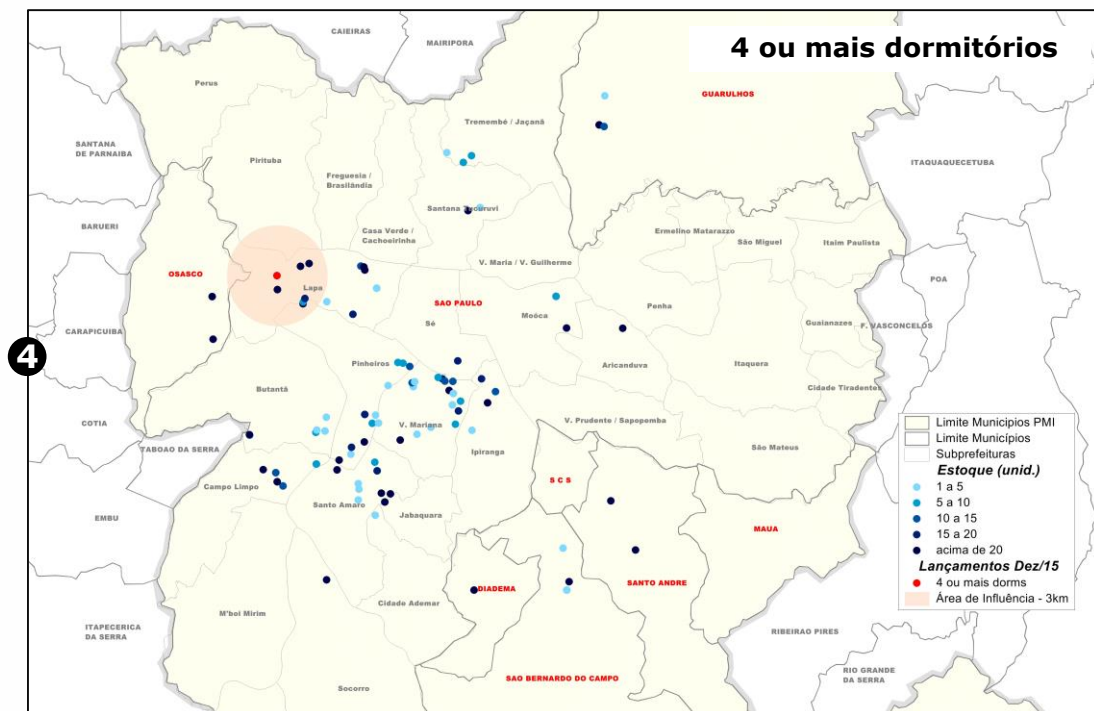 4 ou mais dormitórios
CAIEIRAS
MAIRIPORA
Perus
GUARULHOS
Tremembé / Jaçanã
SANTANA
DE PARNAIBA
Pirituba
ITAQUAQUECETUBA
Freguesia /
Brasilândia
Santana Tucuruvi
BARUERI
Casa Verde /
Cachoeirinha
Ermelino Matarazzo
São Miguel
Itaim Paulista
V. Maria / V. Guilherme
OSASCO
POA
Lapa
SAO PAULO
Penha
Moóca
Sé
Guaianazes
F. VASCONCELOS
CARAPICUIBA
4
Pinheiros
Aricanduva
Itaquera
Butantã
Cidade Tiradentes
COTIA
V. Mariana
V. Prudente / Sapopemba
TABOAO DA SERRA
Ipiranga
São Mateus
Campo Limpo
S C S
Santo Amaro
Jabaquara
EMBU
MAUA
DIADEMA
SANTO ANDRE
Cidade Ademar
M'boi Mirim
ITAPECERICA
DA SERRA
RIBEIRAO PIRES
RIO GRANDE
DA SERRA
SAO BERNARDO DO CAMPO
Socorro
Limite Municipios PMI
Limite Municípios
Subprefeituras
Estoque (unid.)
1 a 5
5 a 10
10 a 15
15 a 20
acima de 20
Lançamentos Dez/15
4 ou mais dorms
Área de Influência - 3km